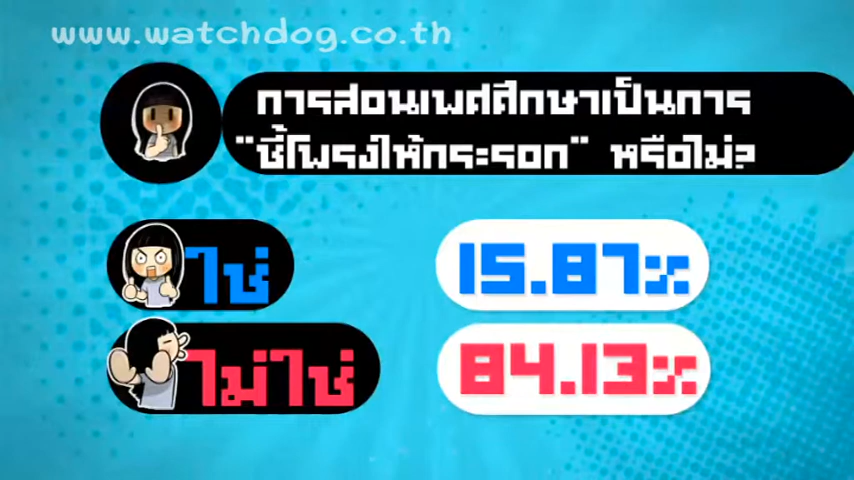 www.watchdog.co.th
การสอนเพศศึกษาเป็นการ
"ชี้โพรงให้กระรอก" หรือไม่?
ใช่ 15.87%
ไม่ใช่ 84.13%